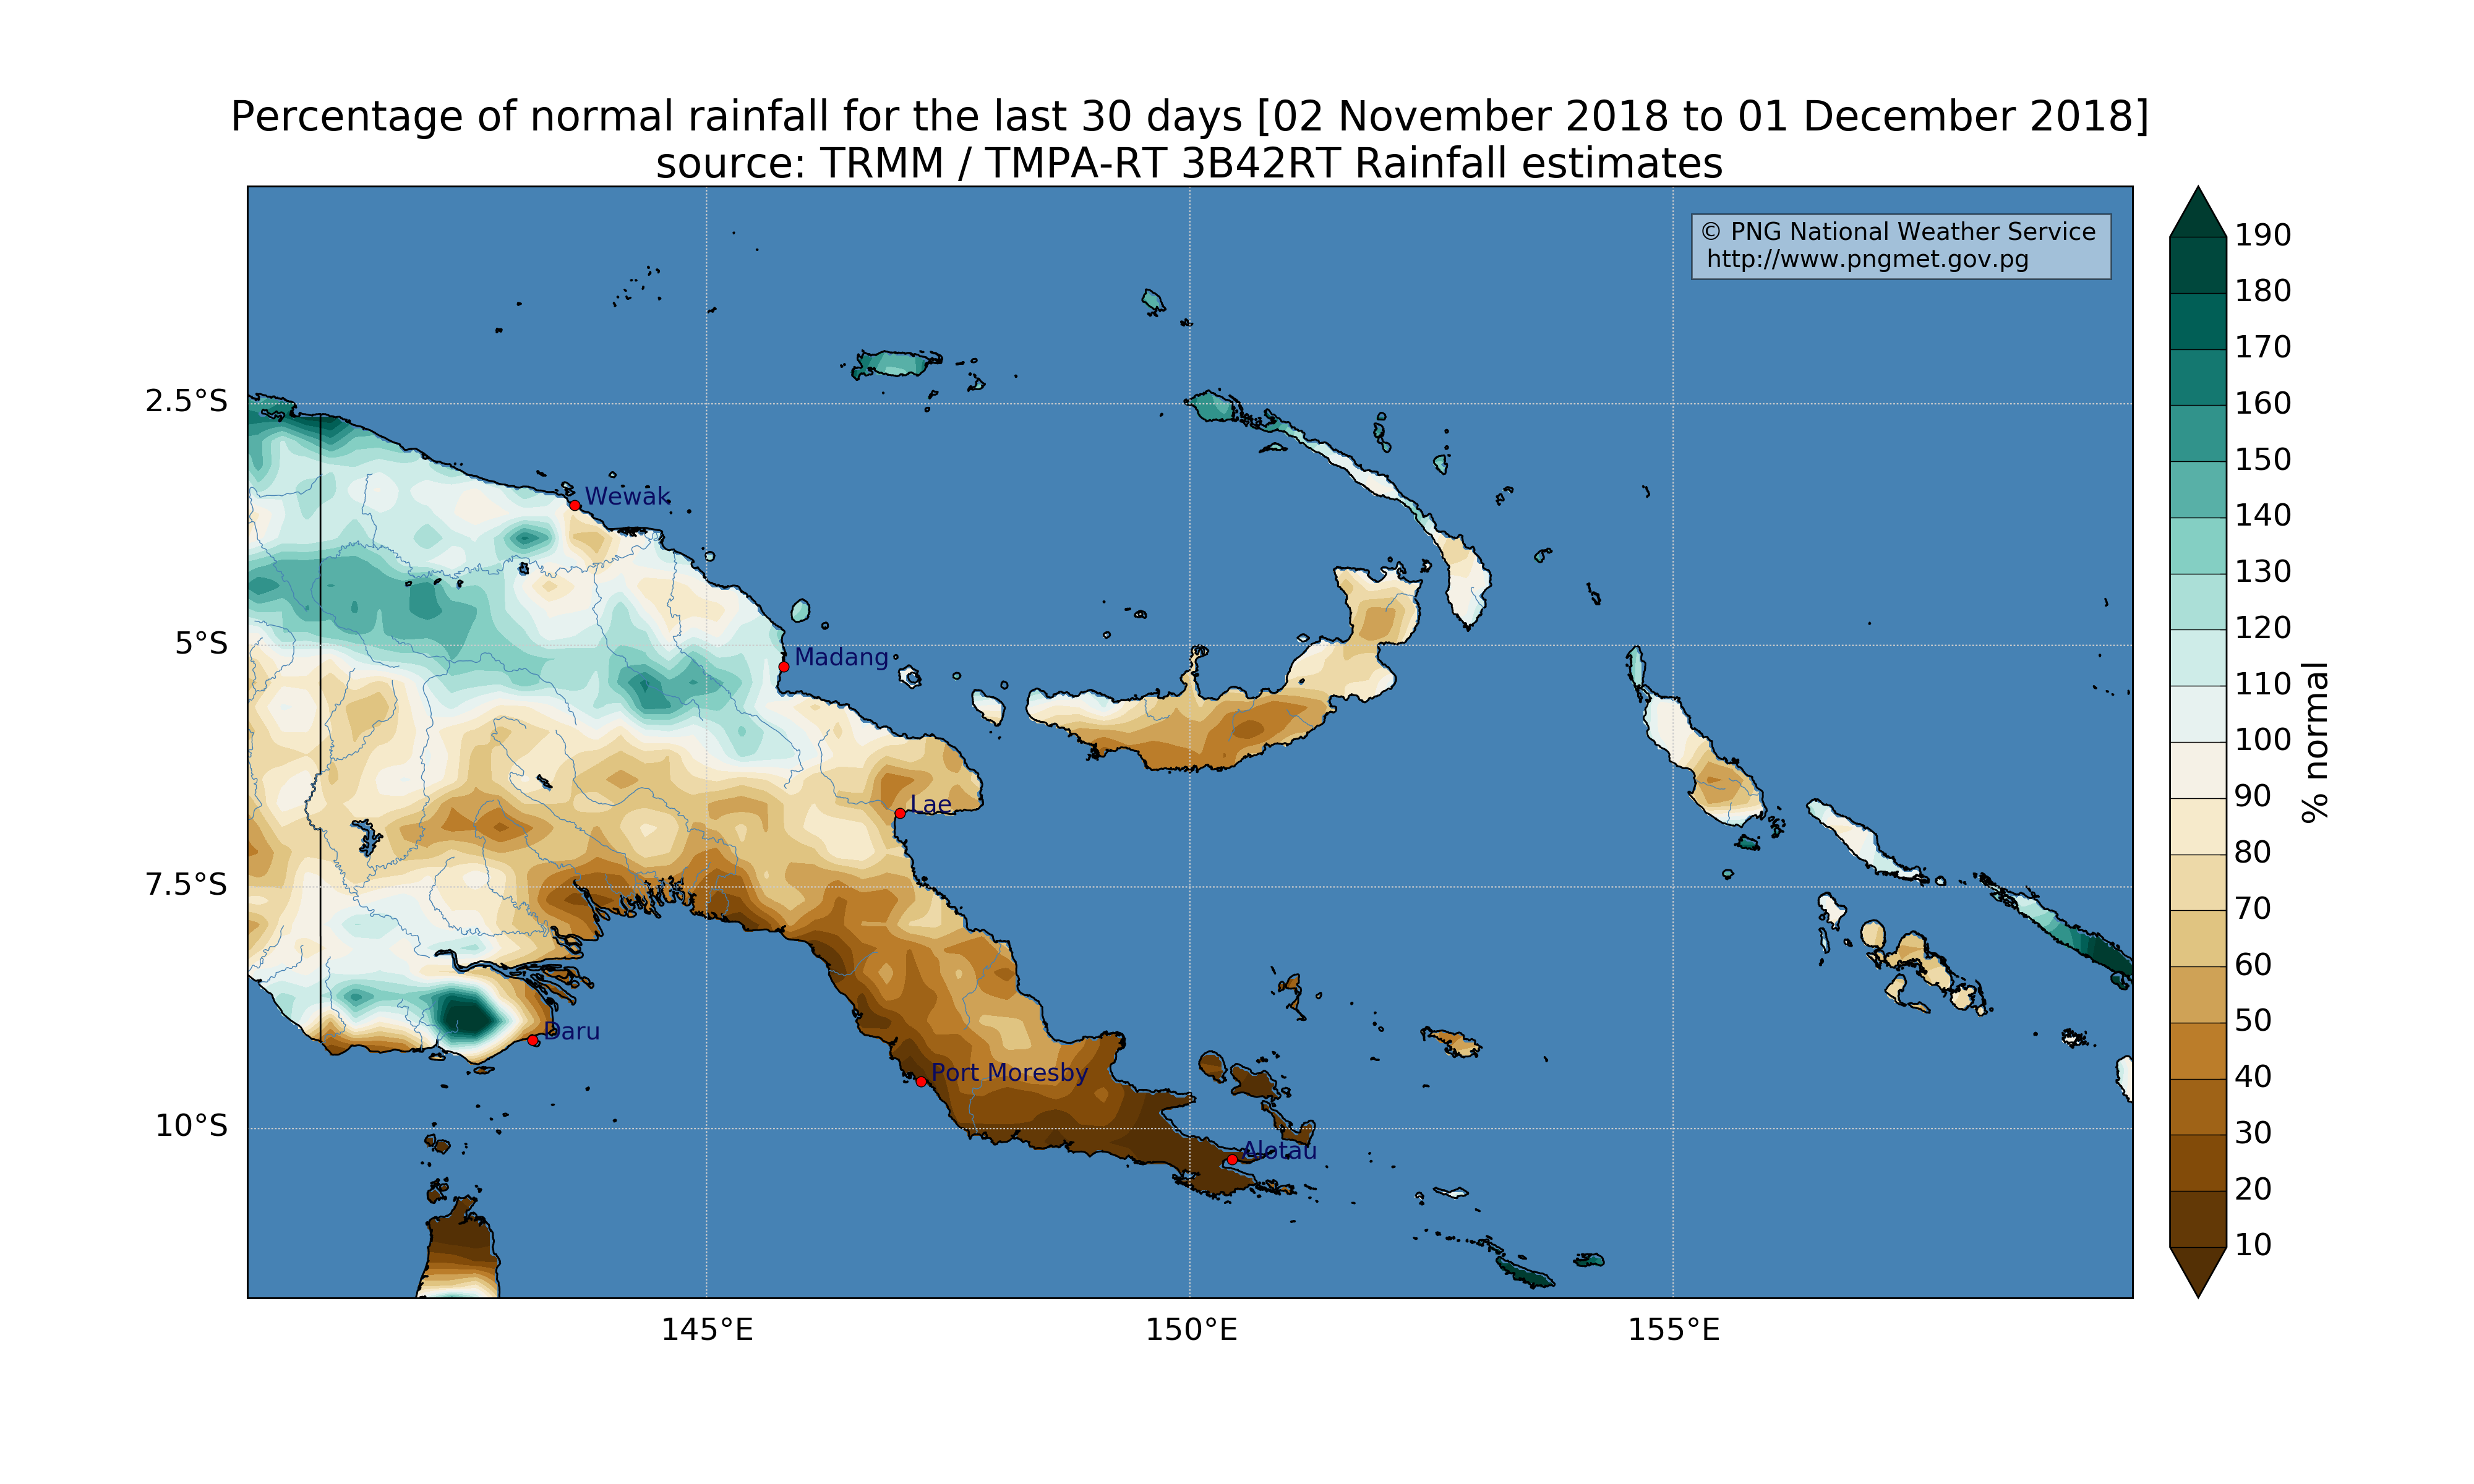 Percentage of normal rainfall for the last 30 days [02 November 2018 to 01 December 2018]
source: TRMM / TMPA-RT 3B42RT Rainfall estimates
© PNG National Weather Service
http://www.pngmet.gov.pg
2.5°S
5°S
7.5°S
10°S
Wewak
Madang
Lae
Daru
Port Moresby
Alotau
145°E
150°E
155°E
190
180
170
160
150
140
130
120
110
100
90
80
70
60
50
40
30
20
10
% normal